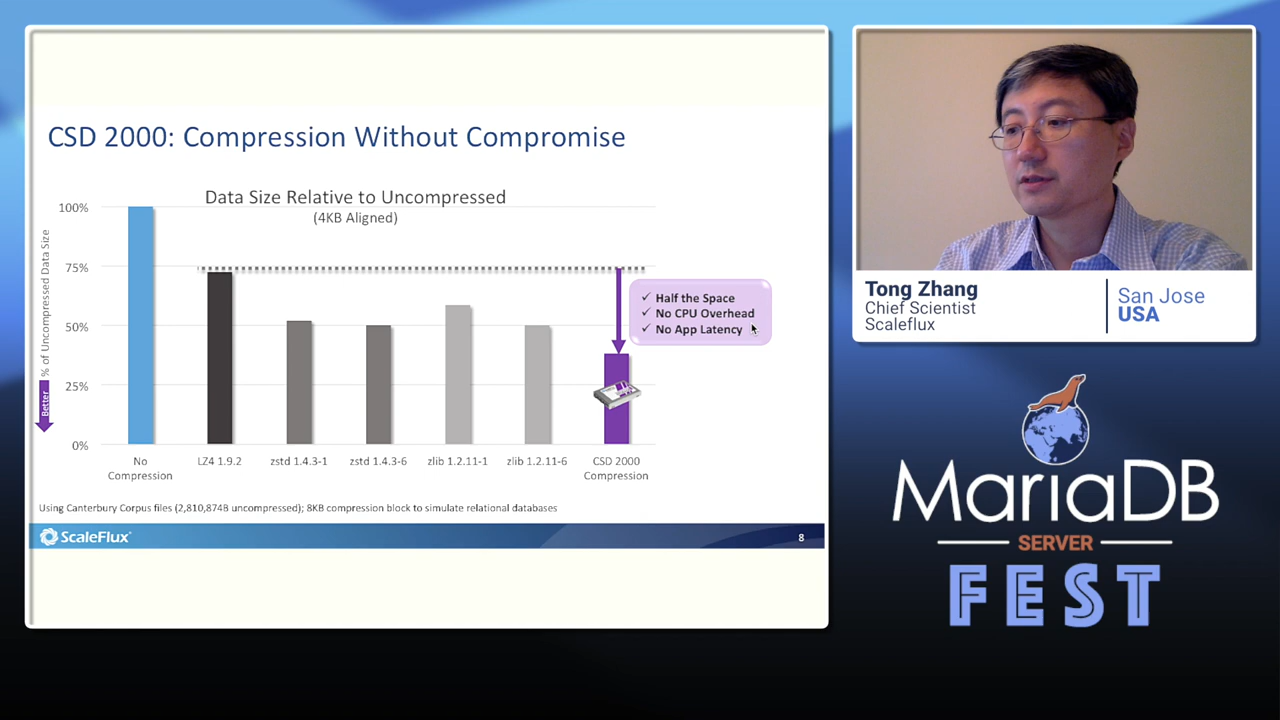 CSD 2000: Compression Without Compromise
Data Size Relative to Uncompressed
(4KB Aligned)
% of Uncompressed Data Size
Better
100%
75%
50%
25%
0%
✓ Half the Space
✓ No CPU Overhead
✓ No App Latency
No
Compression
LZ4 1.9.2
zstd 1.4.3-1
zstd 1.4.3-6
zlib 1.2.11-1
zlib 1.2.11-6
CSD 2000
Compression
Using Canterbury Corpus files (2,810,874B uncompressed); 8KB compression block to simulate relational databases
ScaleFlux
8
Tong Zhang
Chief Scientist
Scaleflux
San Jose
USA
MariaDB
SERVER
FEST